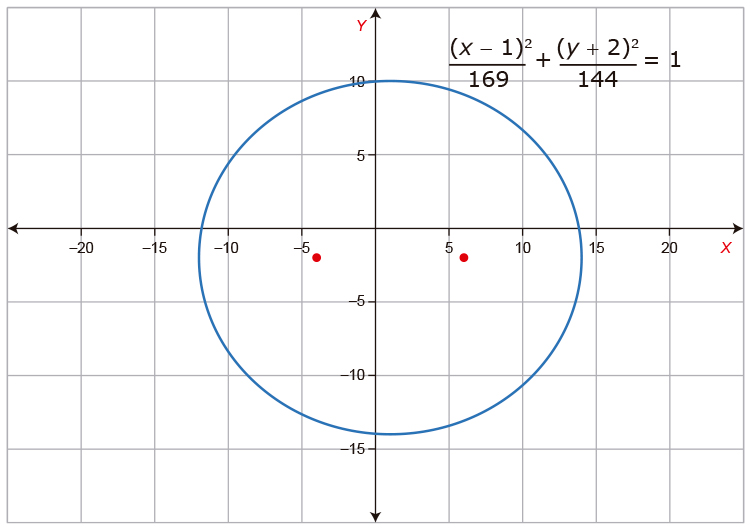 Y
(x – 1)² / 169 + (y + 2)² / 144 = 1
10
5
–20 –15 –10 –5 5 10 15 20 X
–5
–10
–15